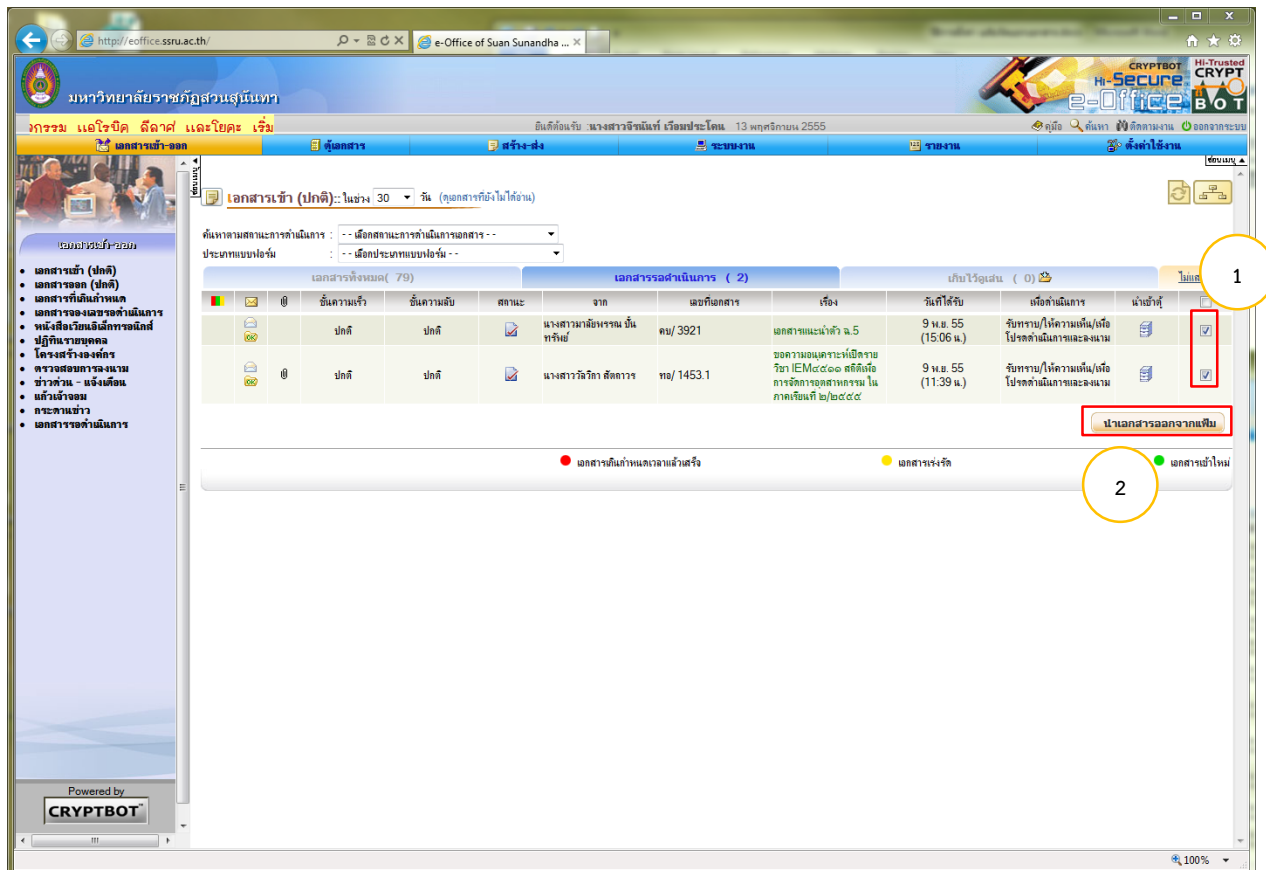 http://eoffice.ssru.ac.th/
e-Office of Suan Sunandha ...
มหาวิทยาลัยราชภัฏสวนสุนันทา
CRYPTBOT
Hi-Secure
e-Office
Hi-Trusted
CRYPT
BOT
แอโรบิค ลีลาศ และโยคะ เริ่ม
ยินดีต้อนรับ :นางสาวจิรนันท์ เวือมประโคน 13 พฤศจิกายน 2555
คู่มือ ค้นหา ติดตามงาน ออกจากระบบ
เอกสารเข้า-ออก ตู้เอกสาร สร้าง-ส่ง ระบบงาน รายงาน ตั้งค่าใช้งาน
ซ่อนเมนู
เอกสารเข้า (ปกติ):: ในช่วง 30 วัน (ดูเอกสารที่ยังไม่ได้อ่าน)
ค้นหาตามสถานะการดำเนินการ : - - เลือกสถานะการดำเนินการเอกสาร - -
ประเภทแบบฟอร์ม : - - เลือกประเภทแบบฟอร์ม - -
เอกสารเข้า-ออก
เอกสารเข้า (ปกติ)
เอกสารออก (ปกติ)
เอกสารที่เกินกำหนด
เอกสารจองเลขรอดำเนินการ
หนังสือเวียนอิเล็กทรอนิกส์
ปฏิทินรายบุคคล
โครงสร้างองค์กร
ตรวจสอบการลงนาม
ข่าวด่วน - แจ้งเตือน
แก้วเจ้าจอม
กระดานข่าว
เอกสารรอดำเนินการ
เอกสารทั้งหมด( 79) เอกสารรอดำเนินการ ( 2) เก็บไว้ดูเล่น ( 0)
1
ชั้นความเร็ว ชั้นความลับ สถานะ จาก เลขที่เอกสาร เรื่อง วันที่ได้รับ เพื่อดำเนินการ นำเข้าตู้
ปกติ ปกติ นางสาวมาลัยพรรณ ปั้นทรัพย์ คบ/ 3921 เอกสารแนะนำตัว ฉ.5 9 พ.ย. 55 (15:06 น.) รับทราบ/ให้ความเห็น/เพื่อโปรดดำเนินการและลงนาม
ปกติ ปกติ นางสาววัลวิกา สัตถาวร ทอ/ 1453.1 ขอความอนุเคราะห์เปิดรายวิชา IEM๔๕๑๑ สถิติเพื่อการจัดการอุตสาหกรรม ในภาคเรียนที่ ๒/๒๕๕๕ 9 พ.ย. 55 (11:39 น.) รับทราบ/ให้ความเห็น/เพื่อโปรดดำเนินการและลงนาม
นำเอกสารออกจากแฟ้ม
เอกสารเกินกำหนดเวลาแล้วเสร็จ เอกสารเร่งรัด เอกสารเข้าใหม่
2
Powered by
CRYPTBOT
100%